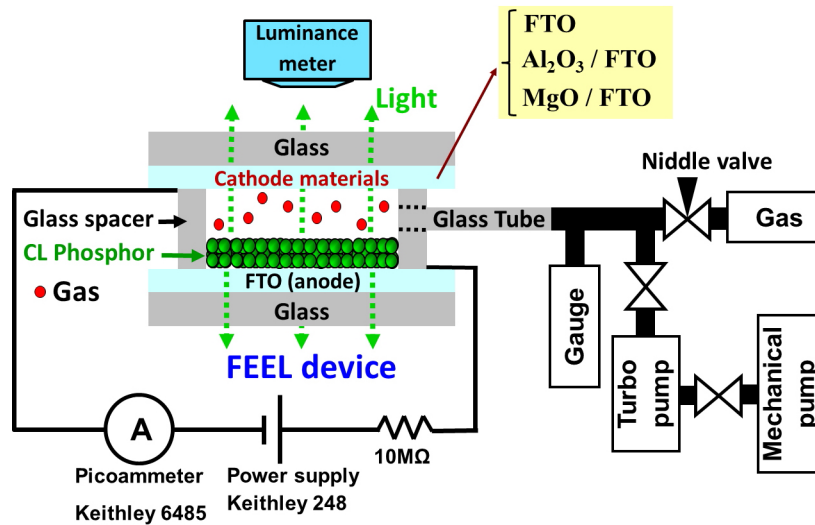 Luminance
meter
FTO
Al₂O₃ / FTO
MgO / FTO
Light
Glass
Cathode materials
Niddle valve
Glass spacer
Glass Tube
Gas
CL Phosphor
FTO (anode)
Gas
Glass
Gauge
FEEL device
Turbo
pump
Mechanical
pump
A
10MΩ
Picoammeter
Keithley 6485
Power supply
Keithley 248